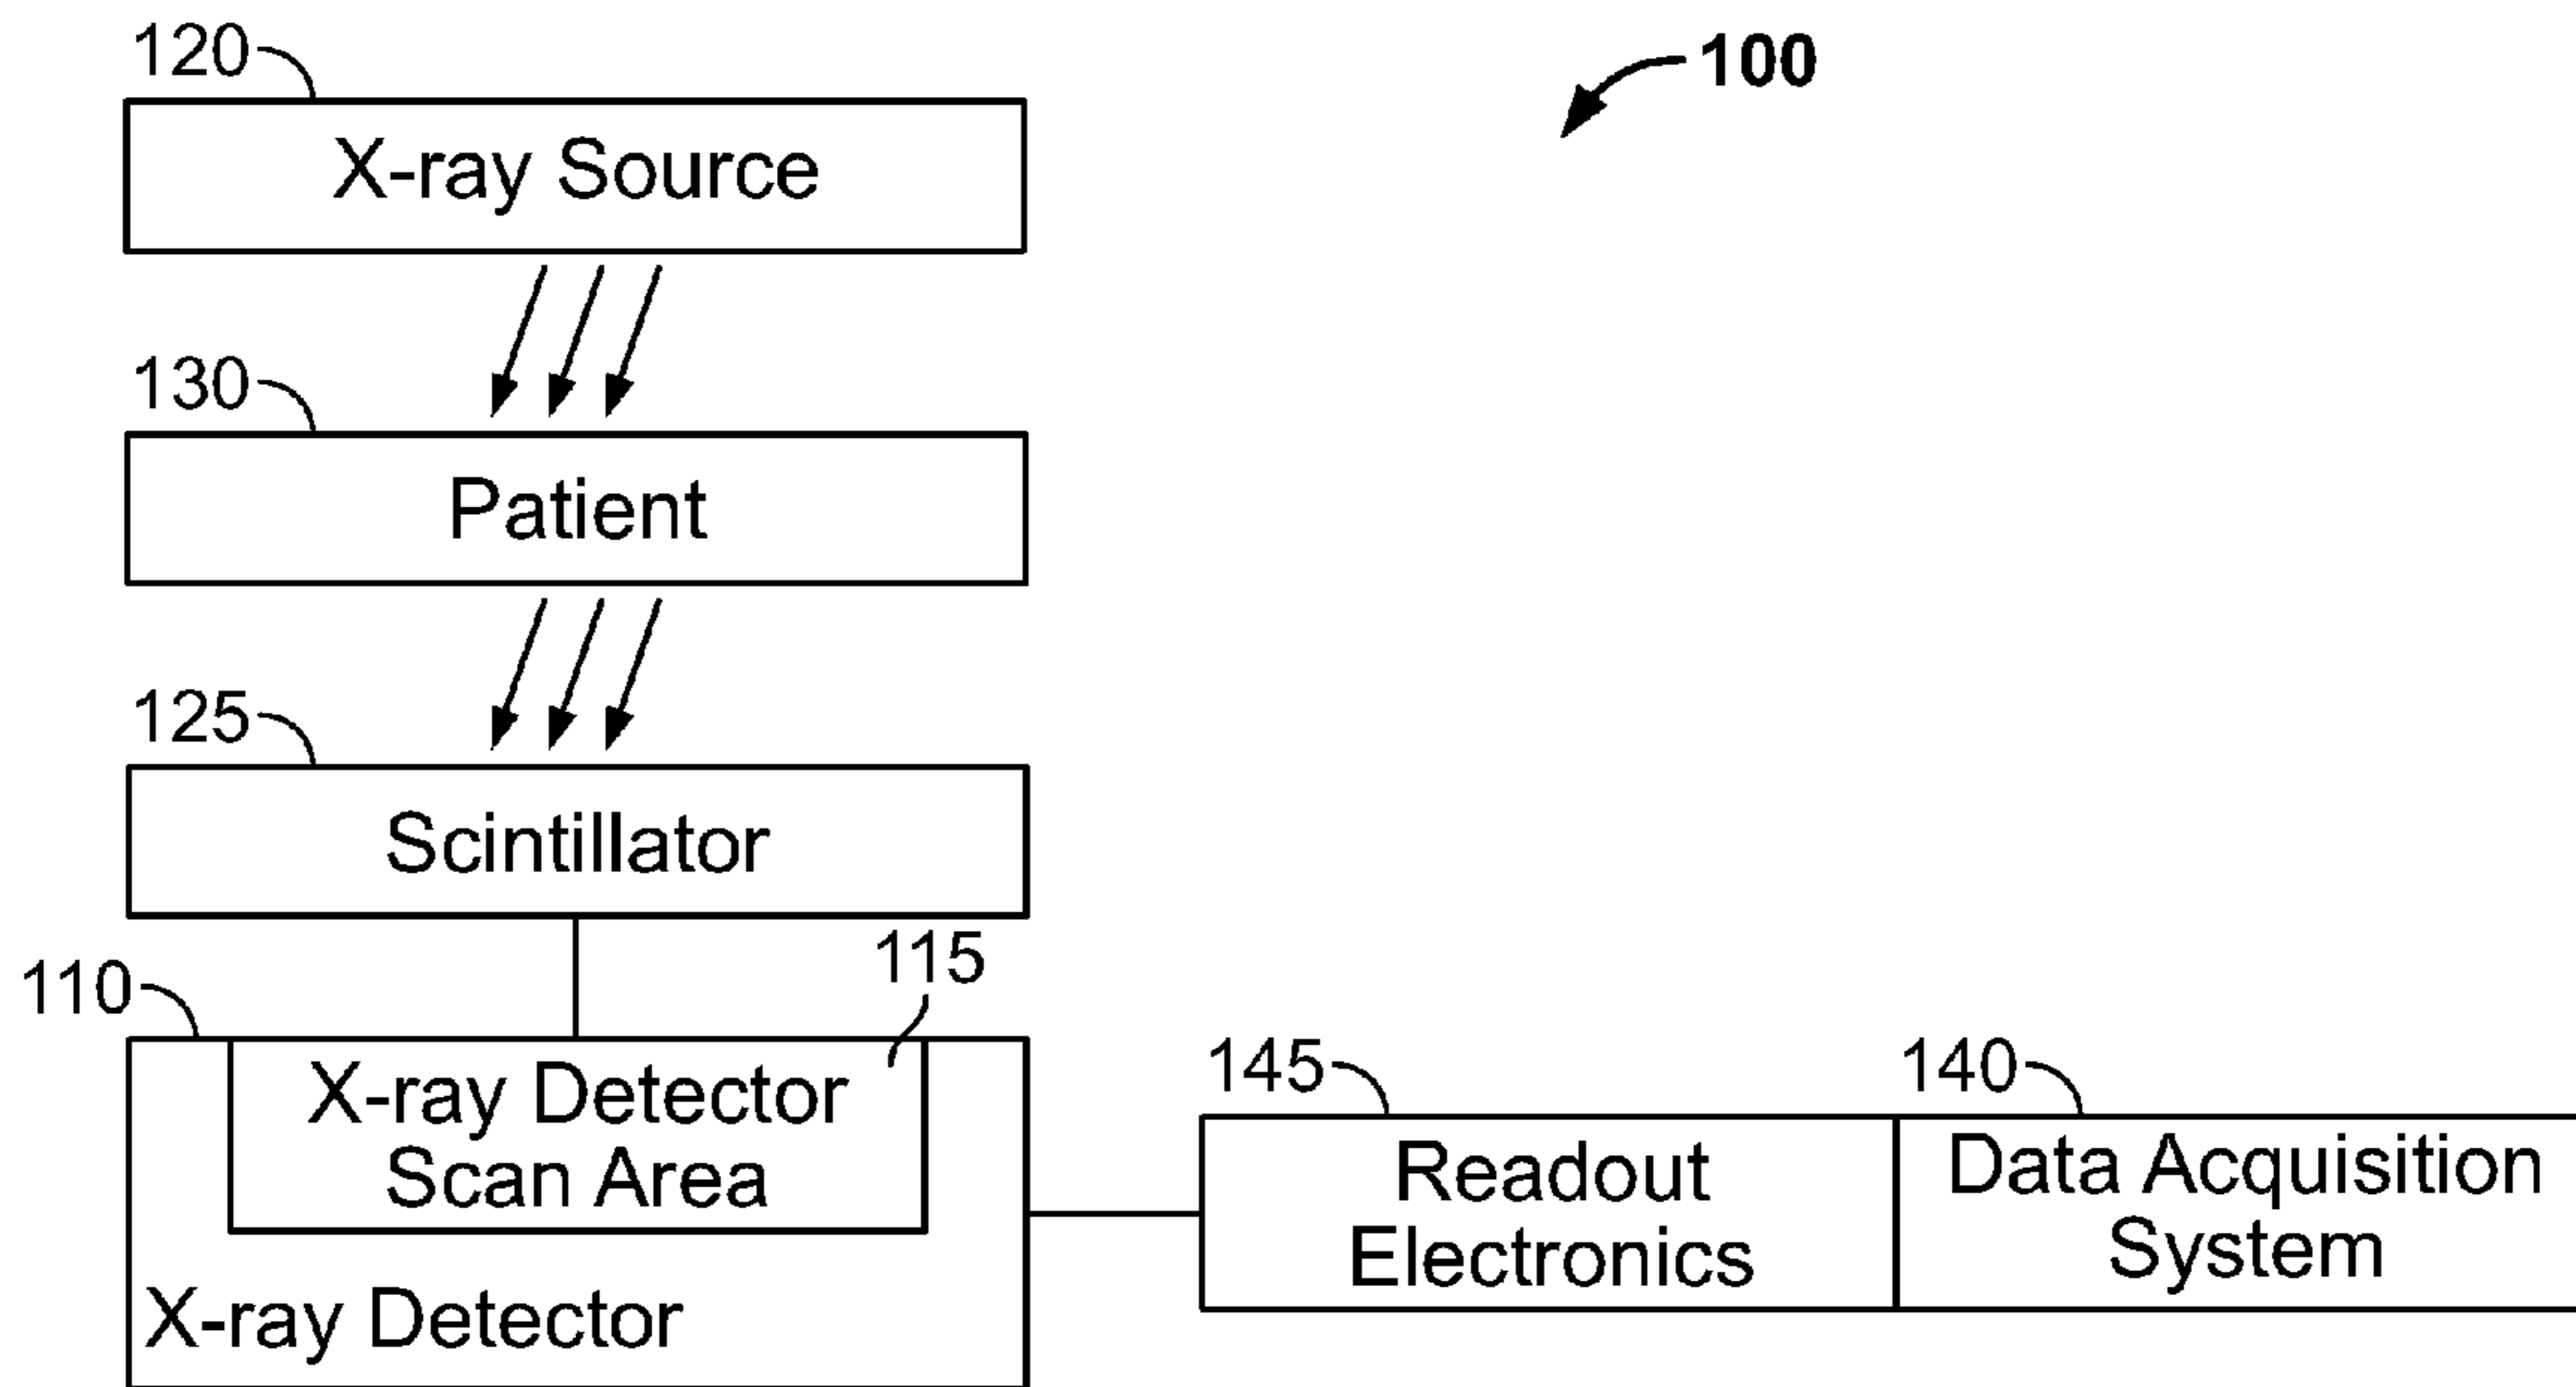 120
100
X-ray Source
130
Patient
125
Scintillator
115
110
X-ray Detector
Scan Area
X-ray Detector
145
140
Readout
Electronics
Data Acquisition
System